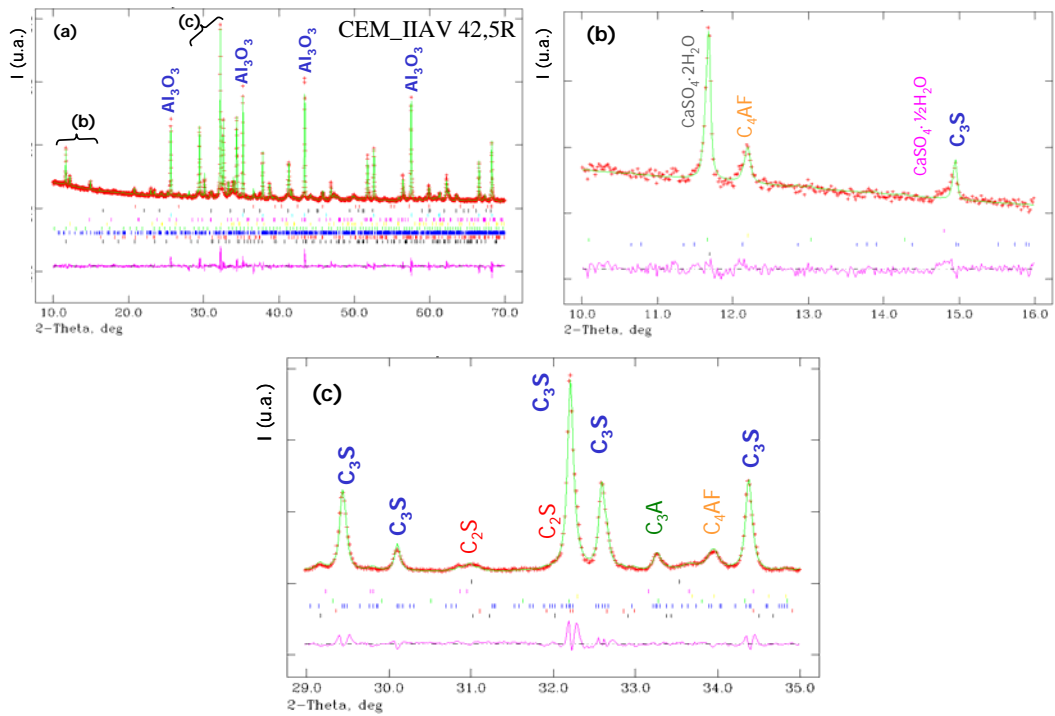 (a)
(c)
CEM_IIAV 42,5R
I (u.a.)
(b)
Al₃O₃
Al₃O₃
Al₃O₃
Al₃O₃
10.0 20.0 30.0 40.0 50.0 60.0 70.0
2-Theta, deg
(b)
I (u.a.)
CaSO₄·2H₂O
C₄AF
CaSO₄·½H₂O
C₃S
10.0 11.0 12.0 13.0 14.0 15.0 16.0
2-Theta, deg
(c)
I (u.a.)
C₃S
C₃S
C₂S
C₂S
C₃S
C₃S
C₃A
C₄AF
C₃S
29.0 30.0 31.0 32.0 33.0 34.0 35.0
2-Theta, deg